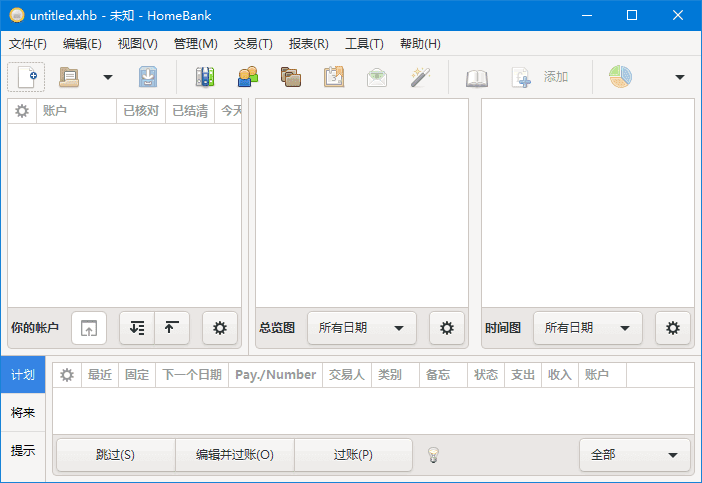 untitled.xhb - 未知 - HomeBank
文件(F) 编辑(E) 视图(V) 管理(M) 交易(T) 报表(R) 工具(T) 帮助(H)
添加
账户 已核对 已结清 今天
你的帐户 总览图 所有日期 时间图 所有日期
计划 最近 固定 下一个日期 Pay./Number 交易人 类别 备忘 状态 支出 收入 账户
将来
提示 跳过(S) 编辑并过账(O) 过账(P) 全部